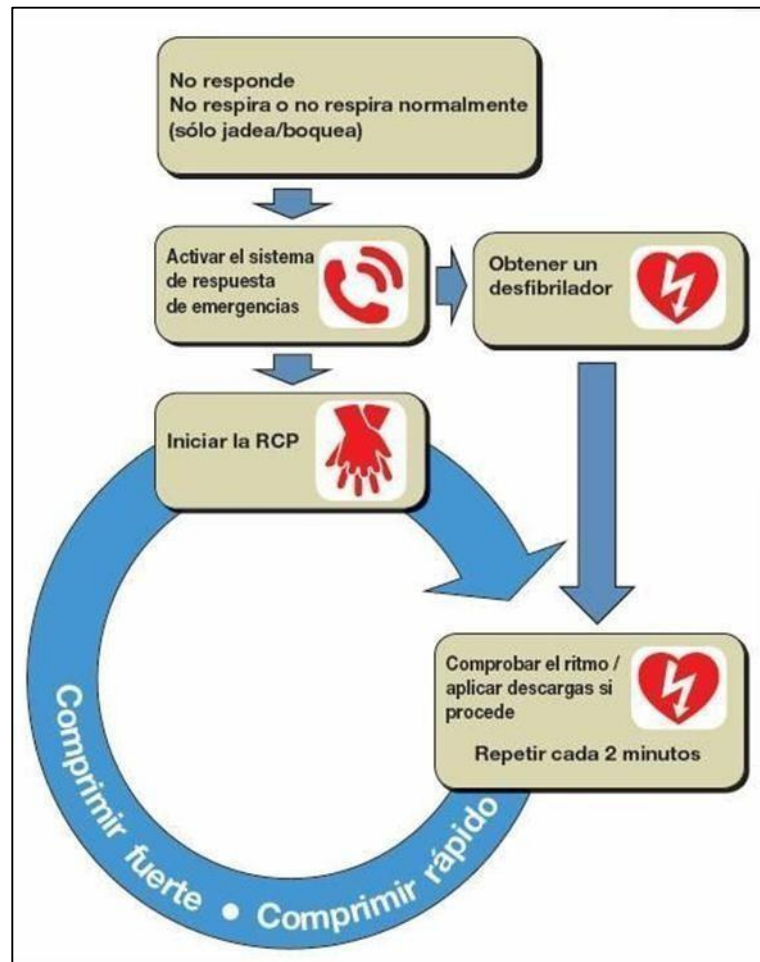 No responde
No respira o no respira normalmente
(sólo jadea/boquea)
Activar el sistema
de respuesta
de emergencias
Obtener un
desfibrilador
Iniciar la RCP
Comprobar el ritmo /
aplicar descargas si
procede
Repetir cada 2 minutos
Comprimir fuerte ● Comprimir rápido